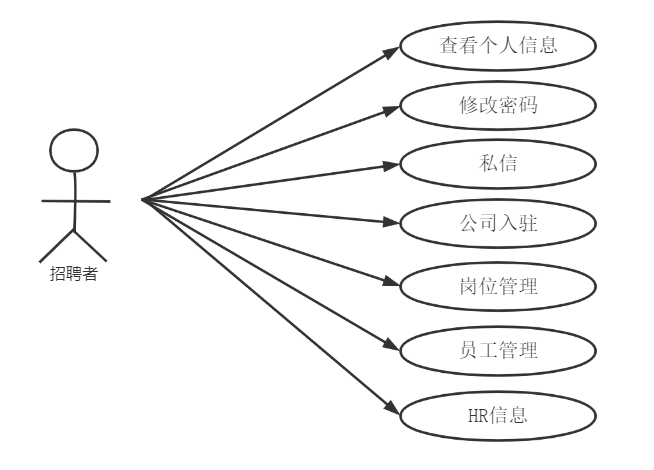 查看个人信息
修改密码
私信
公司入驻
招聘者
岗位管理
员工管理
HR信息